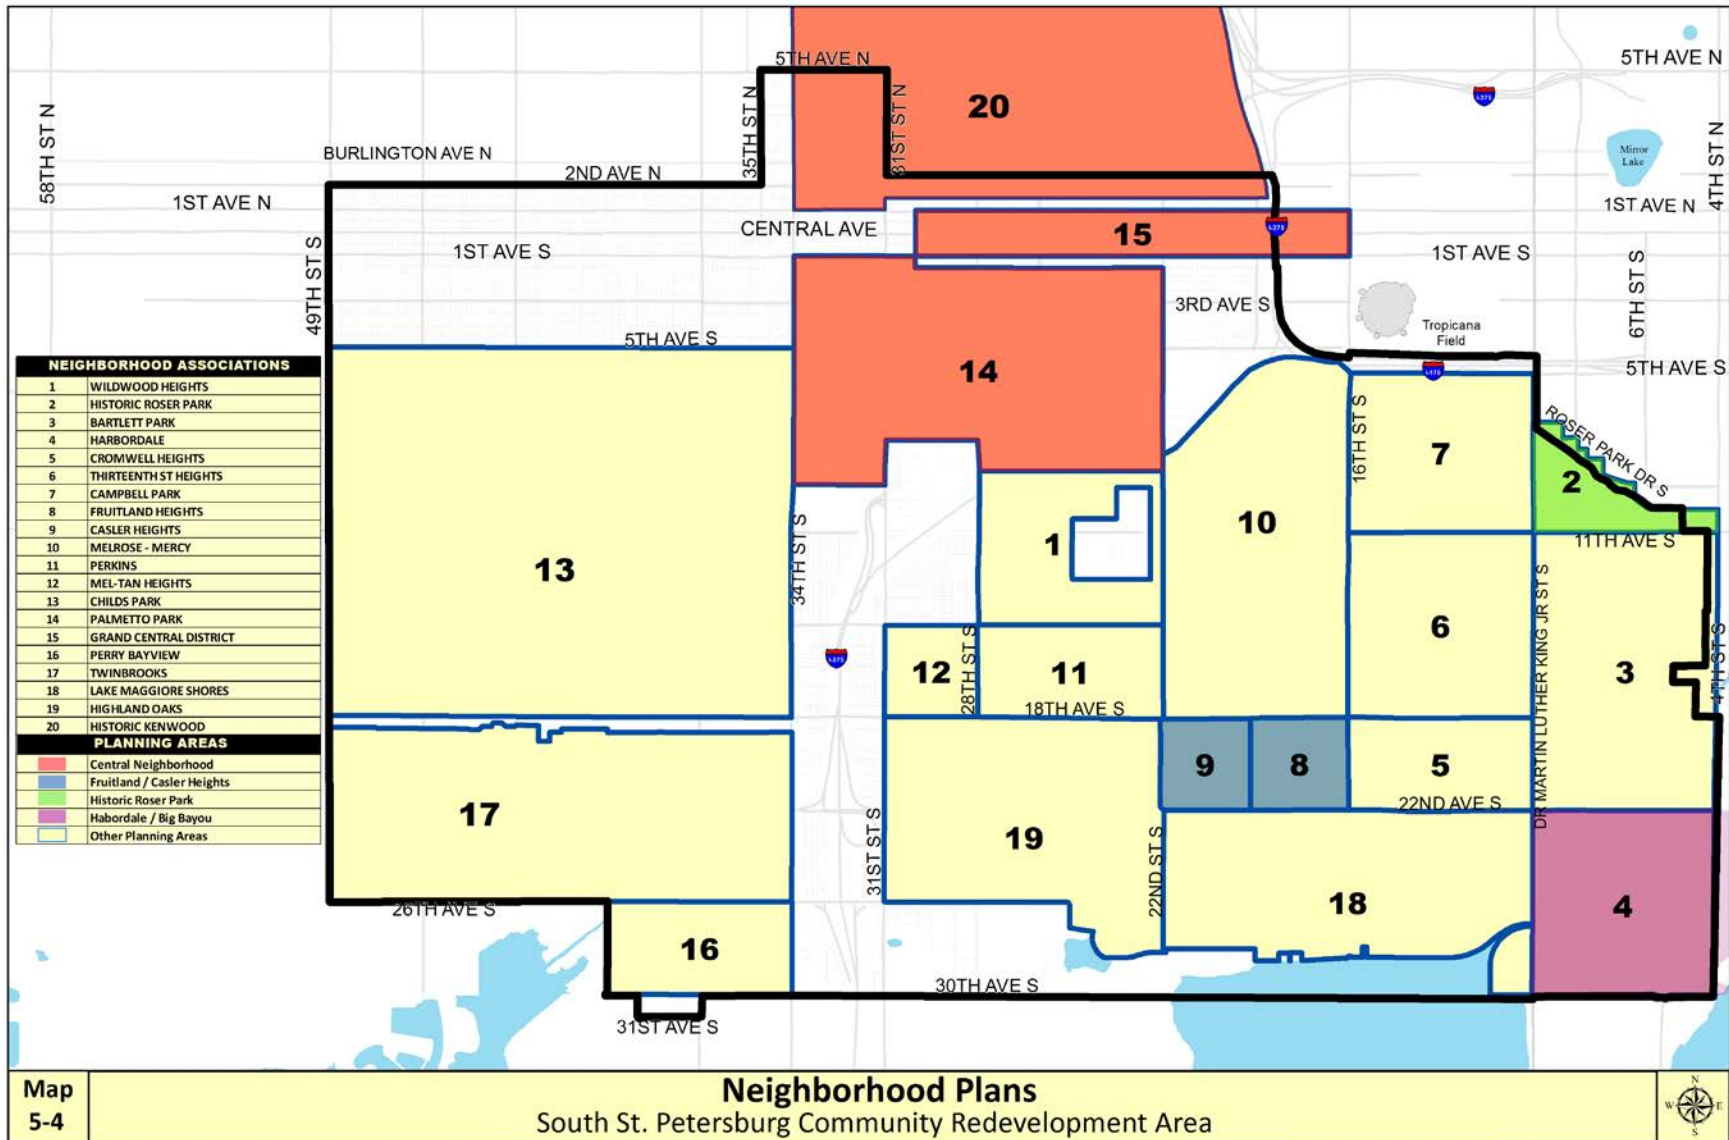 5TH AVE N
5TH AVE N
20
58TH ST N
35TH ST N
31ST ST N
I-375
4TH ST N
BURLINGTON AVE N
2ND AVE N
Mirror
Lake
1ST AVE N
1ST AVE N
CENTRAL AVE
15
I-275
1ST AVE S
1ST AVE S
49TH ST S
3RD AVE S
6TH ST S
Tropicana
Field
5TH AVE S
14
I-175
5TH AVE S
NEIGHBORHOOD ASSOCIATIONS
1 WILDWOOD HEIGHTS
2 HISTORIC ROSER PARK
3 BARTLETT PARK
4 HARBORDALE
5 CROMWELL HEIGHTS
6 THIRTEENTH ST HEIGHTS
7 CAMPBELL PARK
8 FRUITLAND HEIGHTS
9 CASLER HEIGHTS
10 MELROSE - MERCY
11 PERKINS
12 MEL-TAN HEIGHTS
13 CHILDS PARK
14 PALMETTO PARK
15 GRAND CENTRAL DISTRICT
16 PERRY BAYVIEW
17 TWINBROOKS
18 LAKE MAGGIORE SHORES
19 HIGHLAND OAKS
20 HISTORIC KENWOOD
PLANNING AREAS
Central Neighborhood
Fruitland / Casler Heights
Historic Roser Park
Habordale / Big Bayou
Other Planning Areas
16TH ST S
7
ROSER PARK DR S
2
10
11TH AVE S
13
34TH ST S
1
6
DR MARTIN LUTHER KING JR ST S
I-275
12
28TH ST S
11
3
4TH ST S
18TH AVE S
9
8
5
22ND AVE S
17
31ST ST S
19
22ND ST S
18
4
26TH AVE S
16
30TH AVE S
31ST AVE S
Map
5-4
Neighborhood Plans
South St. Petersburg Community Redevelopment Area
N
W
E
S